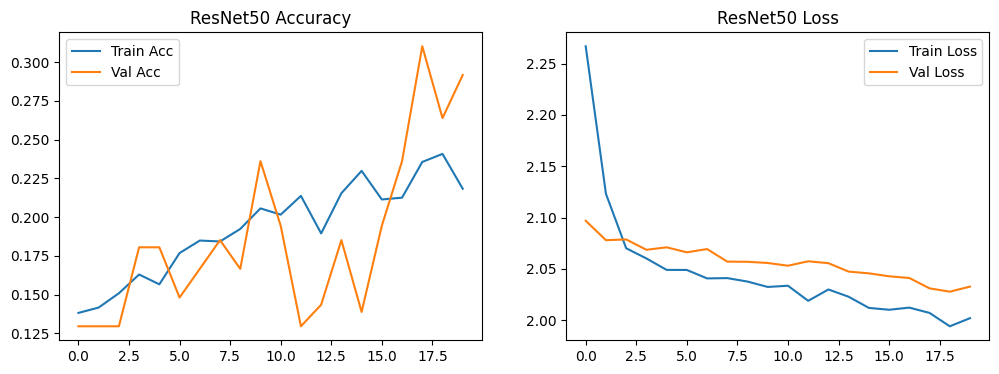 ResNet50 Accuracy
Train Acc
Val Acc
0.300
0.275
0.250
0.225
0.200
0.175
0.150
0.125
0.0 2.5 5.0 7.5 10.0 12.5 15.0 17.5
ResNet50 Loss
Train Loss
Val Loss
2.25
2.20
2.15
2.10
2.05
2.00
0.0 2.5 5.0 7.5 10.0 12.5 15.0 17.5